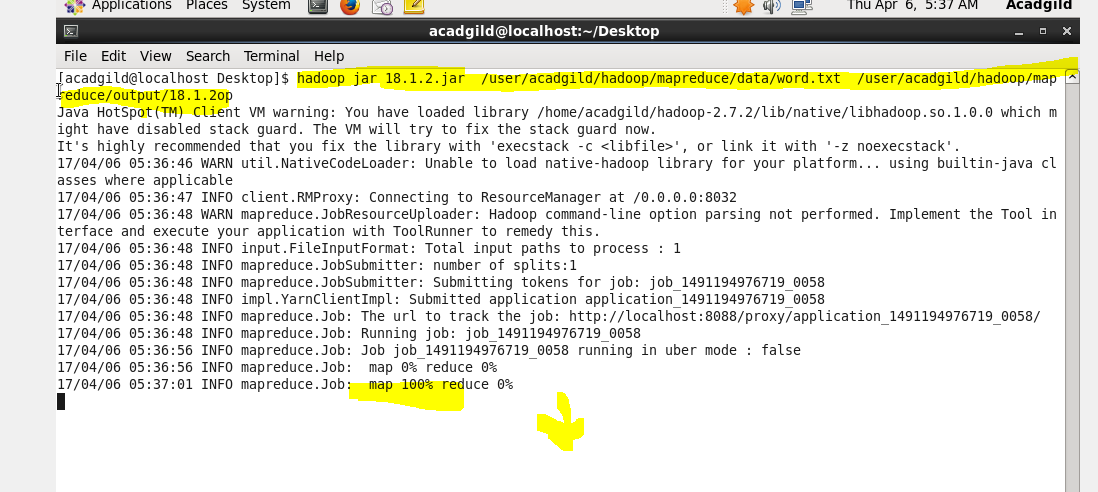 Applications Places System Thu Apr 6, 5:37 AM Acadgild
acadgild@localhost:~/Desktop
File Edit View Search Terminal Help
[acadgild@localhost Desktop]$ hadoop jar 18.1.2.jar  /user/acadgild/hadoop/mapreduce/data/word.txt  /user/acadgild/hadoop/map
reduce/output/18.1.2op
Java HotSpot(TM) Client VM warning: You have loaded library /home/acadgild/hadoop-2.7.2/lib/native/libhadoop.so.1.0.0 which m
ight have disabled stack guard. The VM will try to fix the stack guard now.
It's highly recommended that you fix the library with 'execstack -c <libfile>', or link it with '-z noexecstack'.
17/04/06 05:36:46 WARN util.NativeCodeLoader: Unable to load native-hadoop library for your platform... using builtin-java cl
asses where applicable
17/04/06 05:36:47 INFO client.RMProxy: Connecting to ResourceManager at /0.0.0.0:8032
17/04/06 05:36:48 WARN mapreduce.JobResourceUploader: Hadoop command-line option parsing not performed. Implement the Tool in
terface and execute your application with ToolRunner to remedy this.
17/04/06 05:36:48 INFO input.FileInputFormat: Total input paths to process : 1
17/04/06 05:36:48 INFO mapreduce.JobSubmitter: number of splits:1
17/04/06 05:36:48 INFO mapreduce.JobSubmitter: Submitting tokens for job: job_1491194976719_0058
17/04/06 05:36:48 INFO impl.YarnClientImpl: Submitted application application_1491194976719_0058
17/04/06 05:36:48 INFO mapreduce.Job: The url to track the job: http://localhost:8088/proxy/application_1491194976719_0058/
17/04/06 05:36:48 INFO mapreduce.Job: Running job: job_1491194976719_0058
17/04/06 05:36:56 INFO mapreduce.Job: Job job_1491194976719_0058 running in uber mode : false
17/04/06 05:36:56 INFO mapreduce.Job:  map 0% reduce 0%
17/04/06 05:37:01 INFO mapreduce.Job:  map 100% reduce 0%